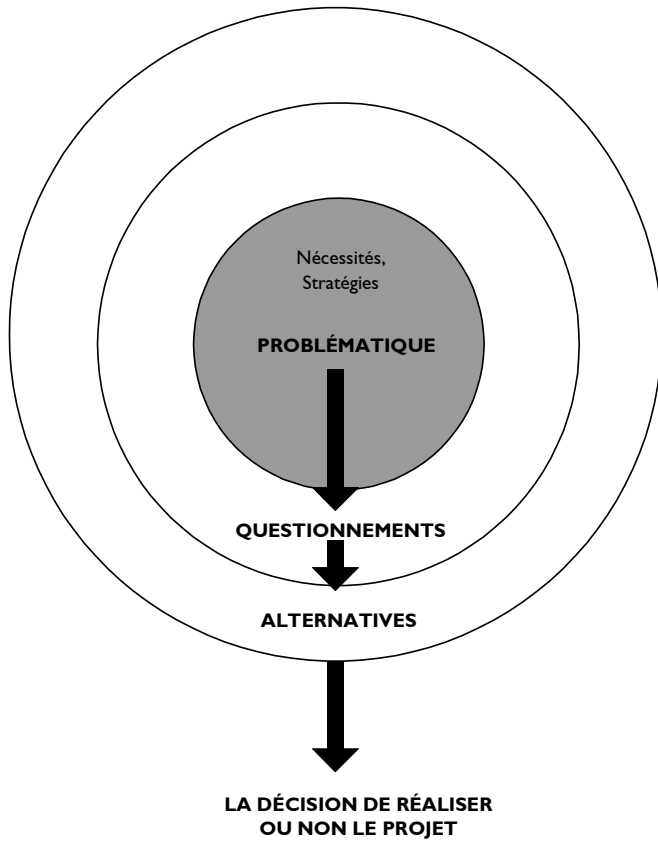 Nécessités,
Stratégies
PROBLÉMATIQUE
QUESTIONNEMENTS
ALTERNATIVES
LA DÉCISION DE RÉALISER
OU NON LE PROJET